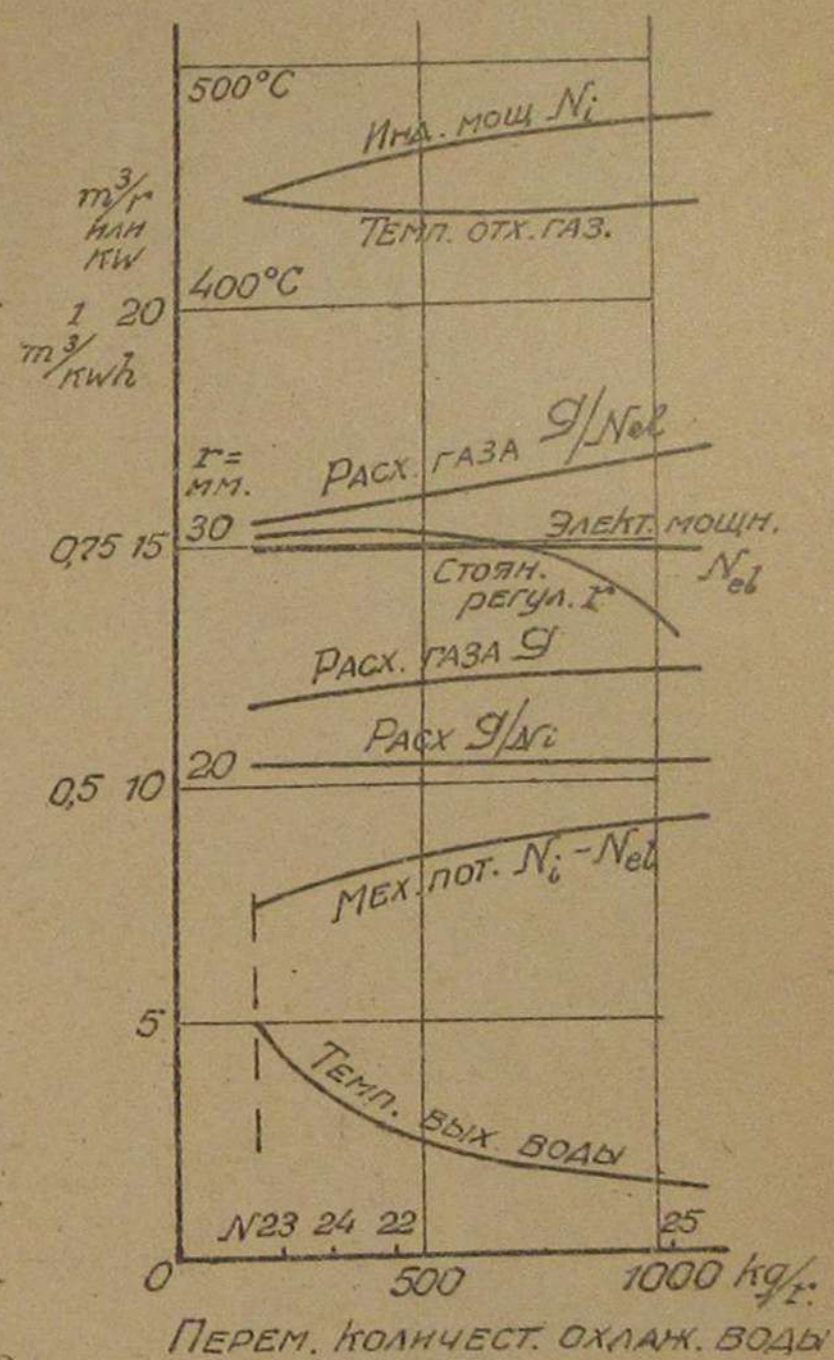 500°C
Инд. мощ Ni
m³/г
или
KW
Темп. отх. газ.
400°C
1 20
m³/kwh
r=
мм.
Расх. газа g/Nel
30
Элект. мощн.
Nel
0,75 15
Стоян.
регул. r
Расх. газа g
Расх g/Ni
20
0,5 10
Мех. пот. Ni - Nel
5
Темп. вых. воды
N23 24 22 25
0 500 1000 kg/г.
Перем. количест. охлаж. воды